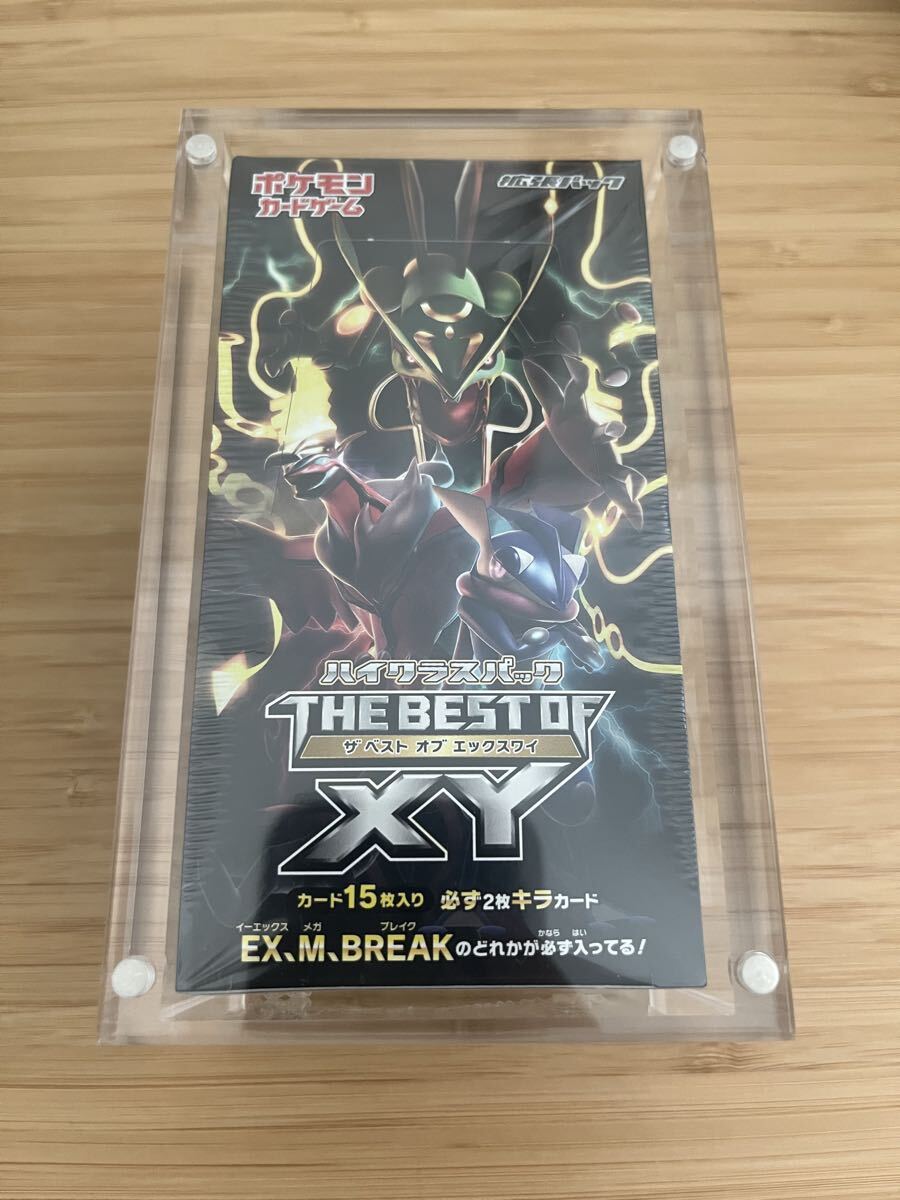 ポケモン
カードゲーム
拡張パック
ハイクラスパック
THE BEST OF
ザ ベスト オブ エックスワイ
XY
カード15枚入り 必ず2枚キラカード
イーエックス メガ ブレイク かなら はい
EX、M、BREAKのどれかが必ず入ってる!